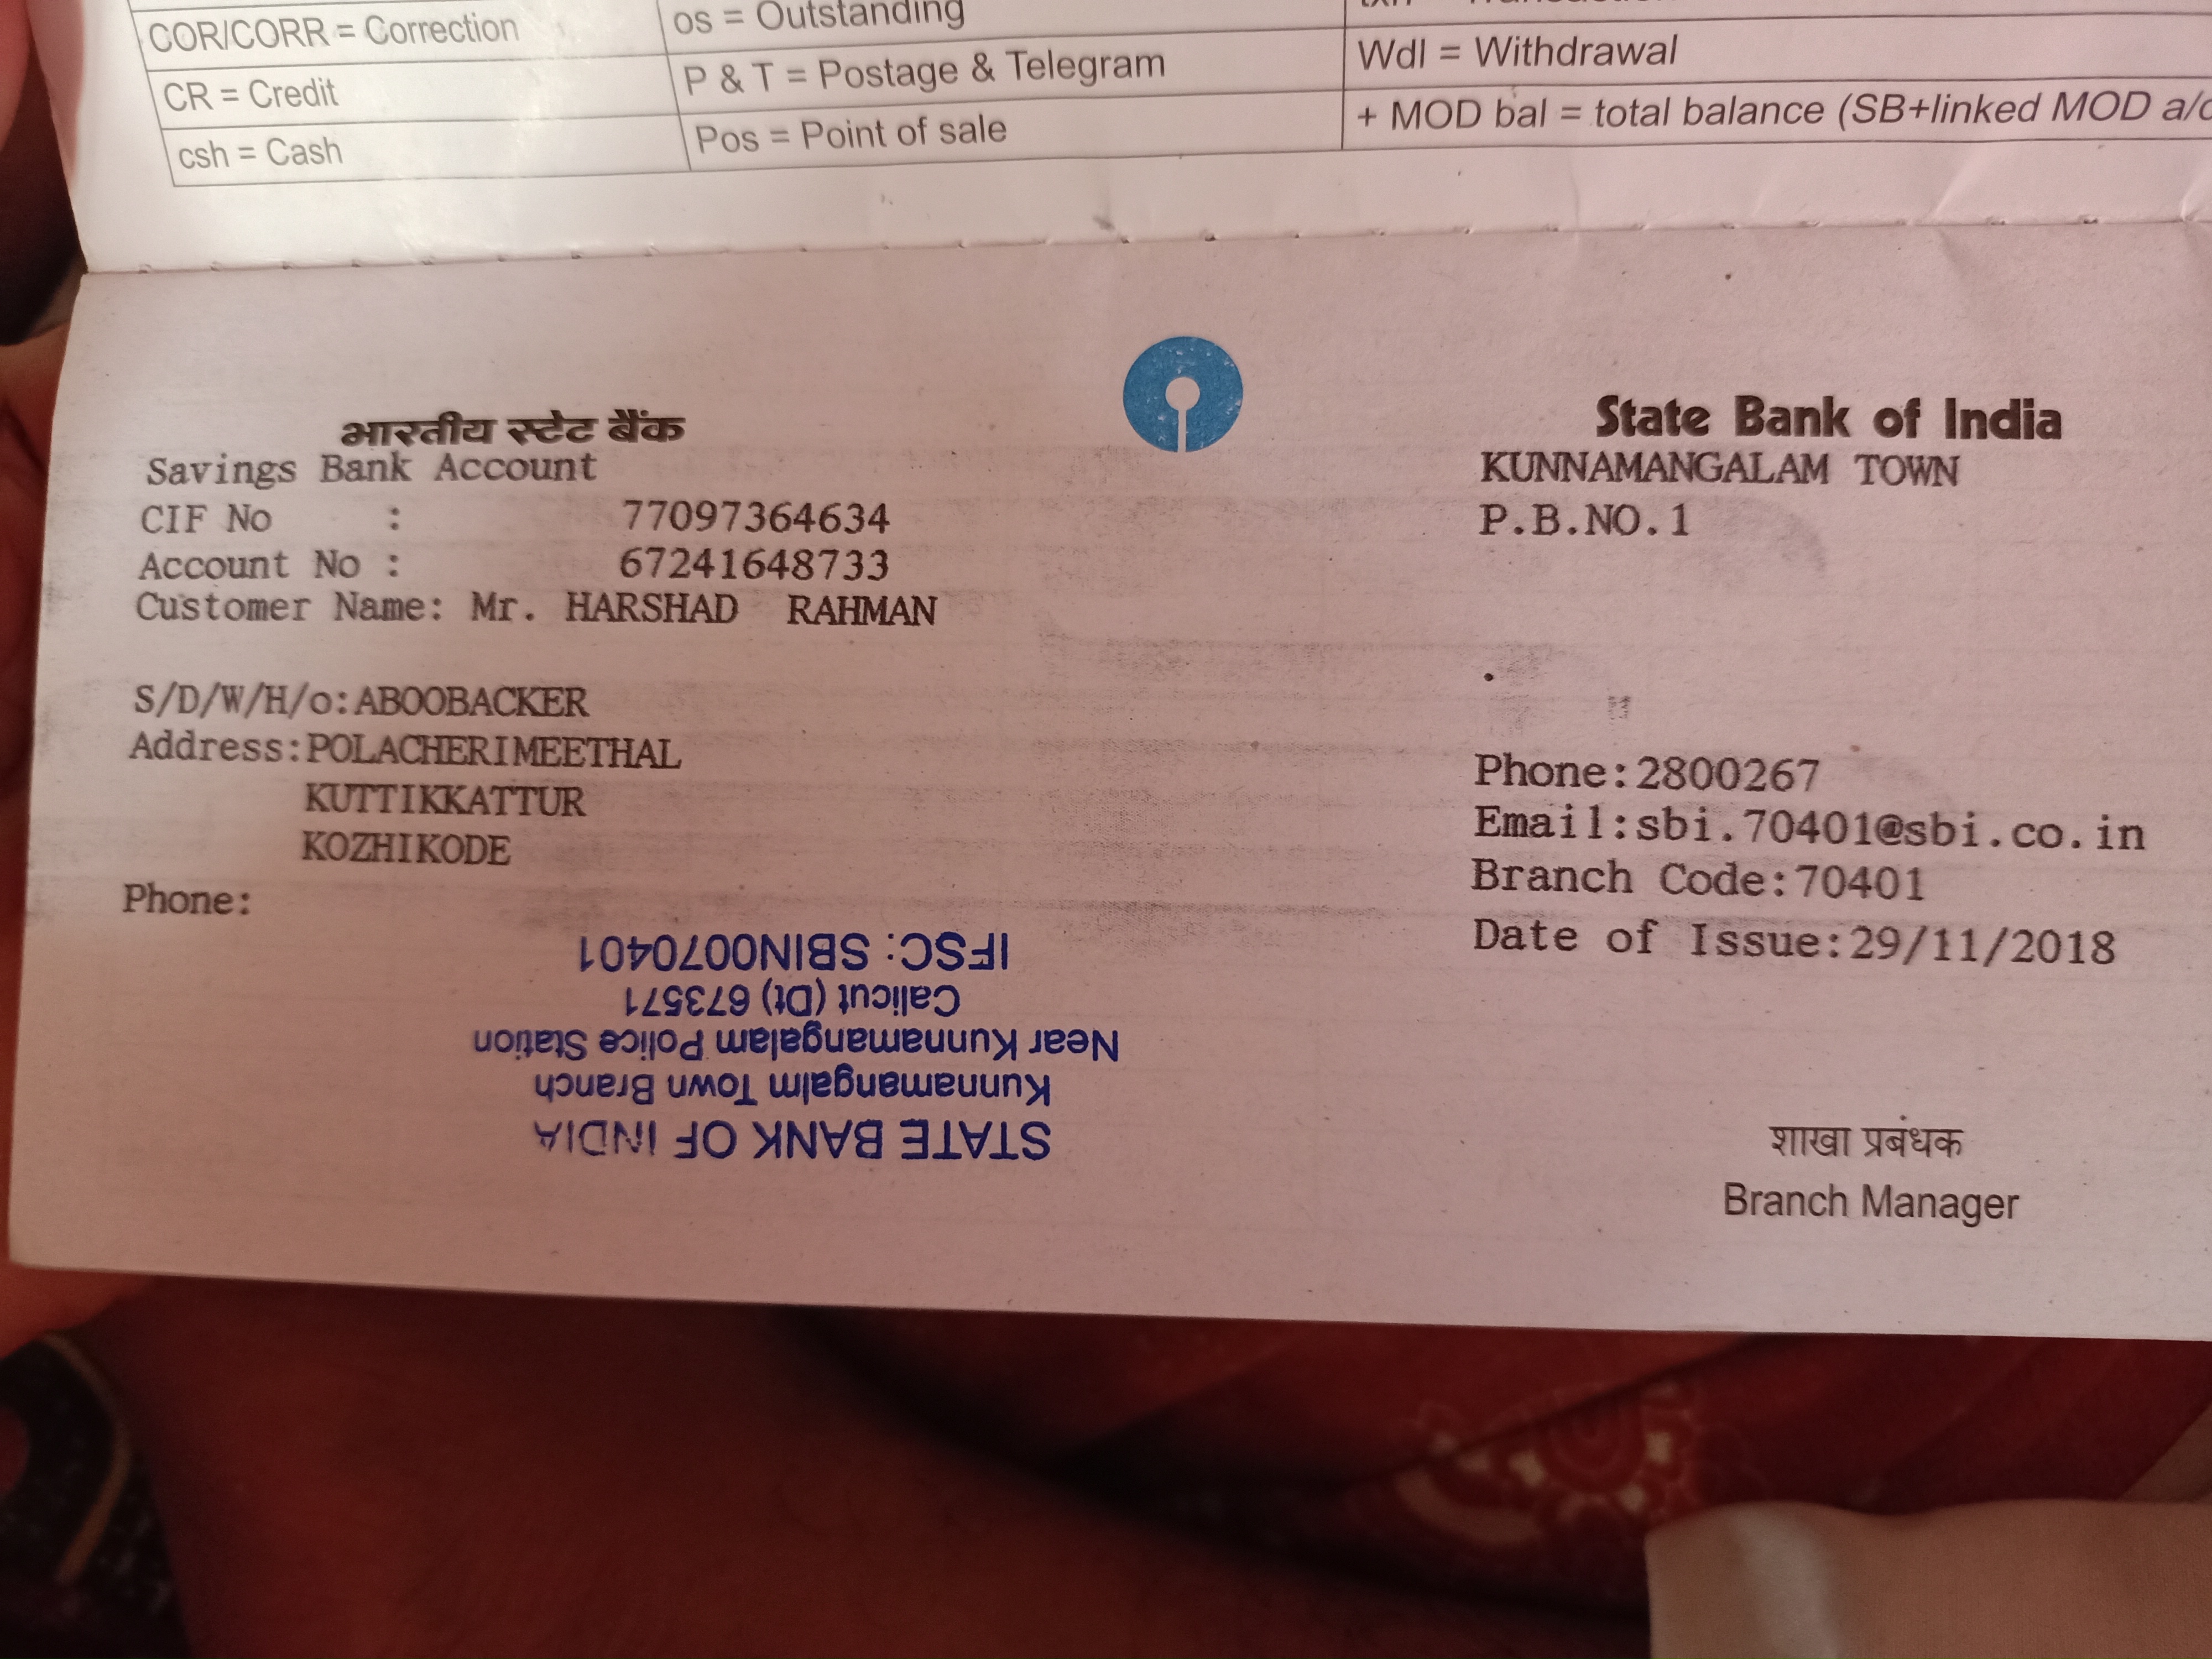 COR/CORR = Correction
os = Outstanding
CR = Credit
P & T = Postage & Telegram
Wdl = Withdrawal
csh = Cash
Pos = Point of sale
+ MOD bal = total balance (SB+linked MOD a/c
भारतीय स्टेट बैंक
Savings Bank Account
CIF No : 77097364634
Account No : 67241648733
Customer Name: Mr. HARSHAD RAHMAN
S/D/W/H/o:ABOOBACKER
Address:POLACHERIMEETHAL
KUTTIKKATTUR
KOZHIKODE
Phone:
State Bank of India
KUNNAMANGALAM TOWN
P.B.NO.1
Phone:2800267
Email:sbi.70401@sbi.co.in
Branch Code:70401
Date of Issue:29/11/2018
शाखा प्रबंधक
Branch Manager
STATE BANK OF INDIA
Kunnamangalm Town Branch
Near Kunnamangalam Police Station
Calicut (Dt) 673571
IFSC: SBIN0070401